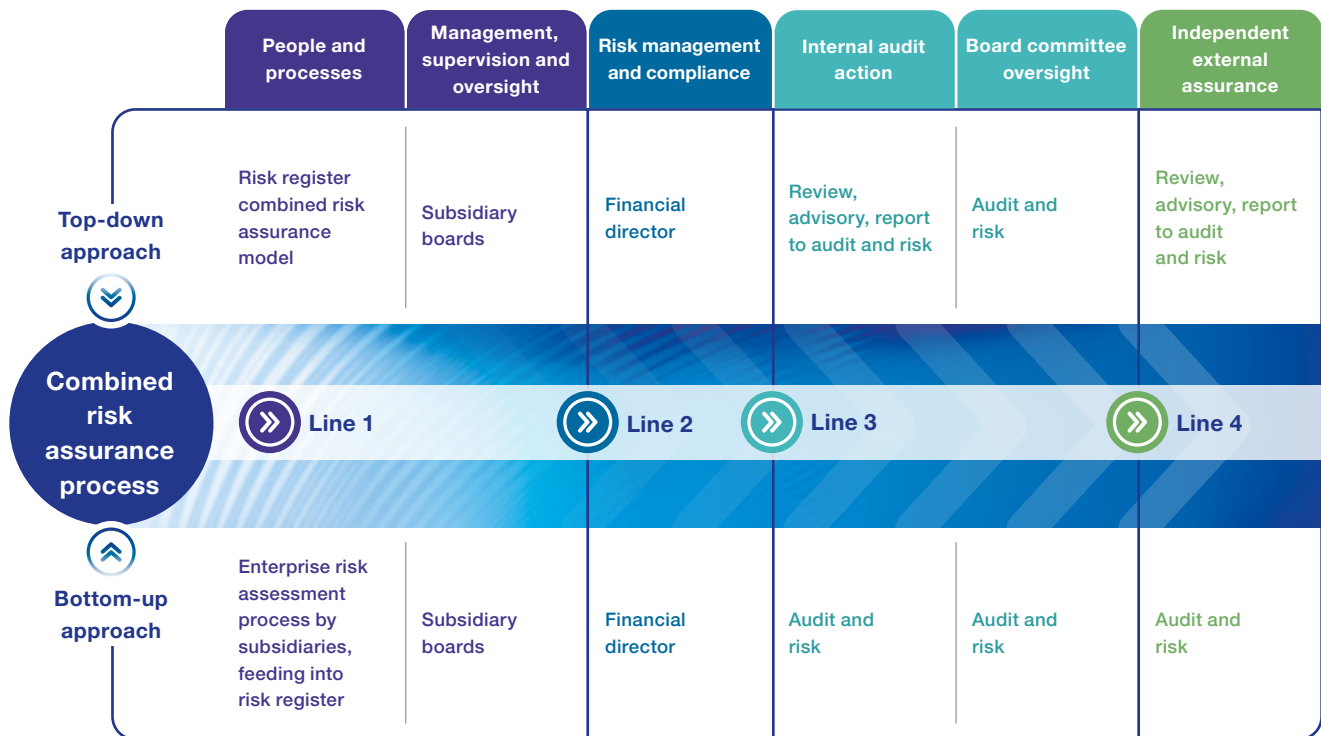 People and
processes
Management,
supervision and
oversight
Risk management
and compliance
Internal audit
action
Board committee
oversight
Independent
external
assurance
Top-down
approach
Risk register
combined risk
assurance
model
Subsidiary
boards
Financial
director
Review,
advisory, report
to audit and risk
Audit and
risk
Review,
advisory, report
to audit
and risk
Combined
risk
assurance
process
Line 1
Line 2
Line 3
Line 4
Bottom-up
approach
Enterprise risk
assessment
process by
subsidiaries,
feeding into
risk register
Subsidiary
boards
Financial
director
Audit and
risk
Audit and
risk
Audit and
risk